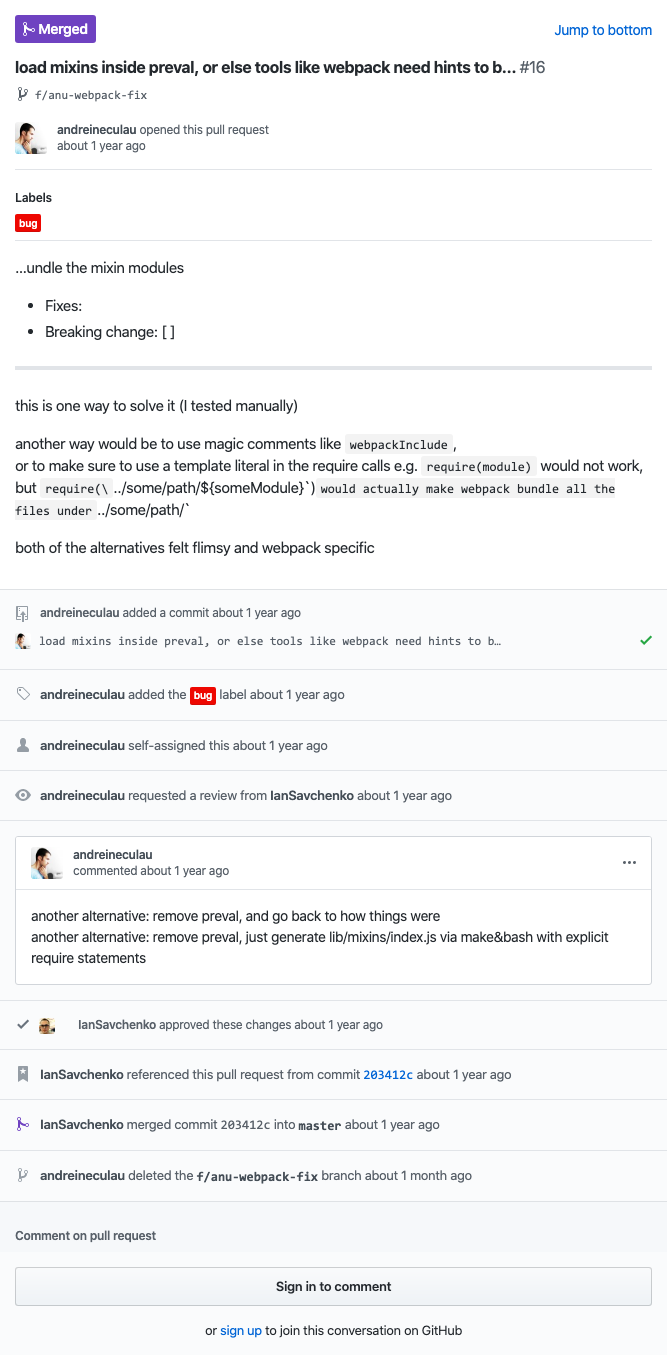 Merged
Jump to bottom
load mixins inside preval, or else tools like webpack need hints to b... #16
f/anu-webpack-fix
andreineculau opened this pull request
about 1 year ago
Labels
bug
...undle the mixin modules
• Fixes:
• Breaking change: [ ]
this is one way to solve it (I tested manually)
another way would be to use magic comments like webpackInclude ,
or to make sure to use a template literal in the require calls e.g. require(module) would not work,
but require(\ ../some/path/${someModule}`) would actually make webpack bundle all the
files under ../some/path/`
both of the alternatives felt flimsy and webpack specific
andreineculau added a commit about 1 year ago
load mixins inside preval, or else tools like webpack need hints to b…
andreineculau added the bug label about 1 year ago
andreineculau self-assigned this about 1 year ago
andreineculau requested a review from IanSavchenko about 1 year ago
andreineculau
commented about 1 year ago
another alternative: remove preval, and go back to how things were
another alternative: remove preval, just generate lib/mixins/index.js via make&bash with explicit
require statements
IanSavchenko approved these changes about 1 year ago
IanSavchenko referenced this pull request from commit 203412c about 1 year ago
IanSavchenko merged commit 203412c into master about 1 year ago
andreineculau deleted the f/anu-webpack-fix branch about 1 month ago
Comment on pull request
Sign in to comment
or sign up to join this conversation on GitHub